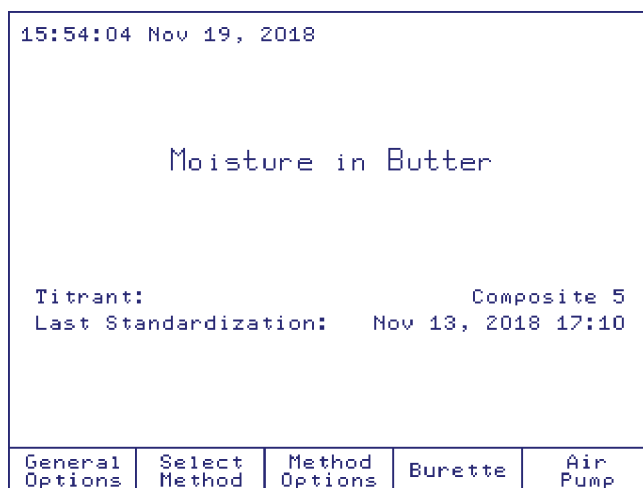 15:54:04 Nov 19, 2018
Moisture in Butter
Titrant: Composite 5
Last Standardization: Nov 13, 2018 17:10
General Options
Select Method
Method Options
Burette
Air Pump